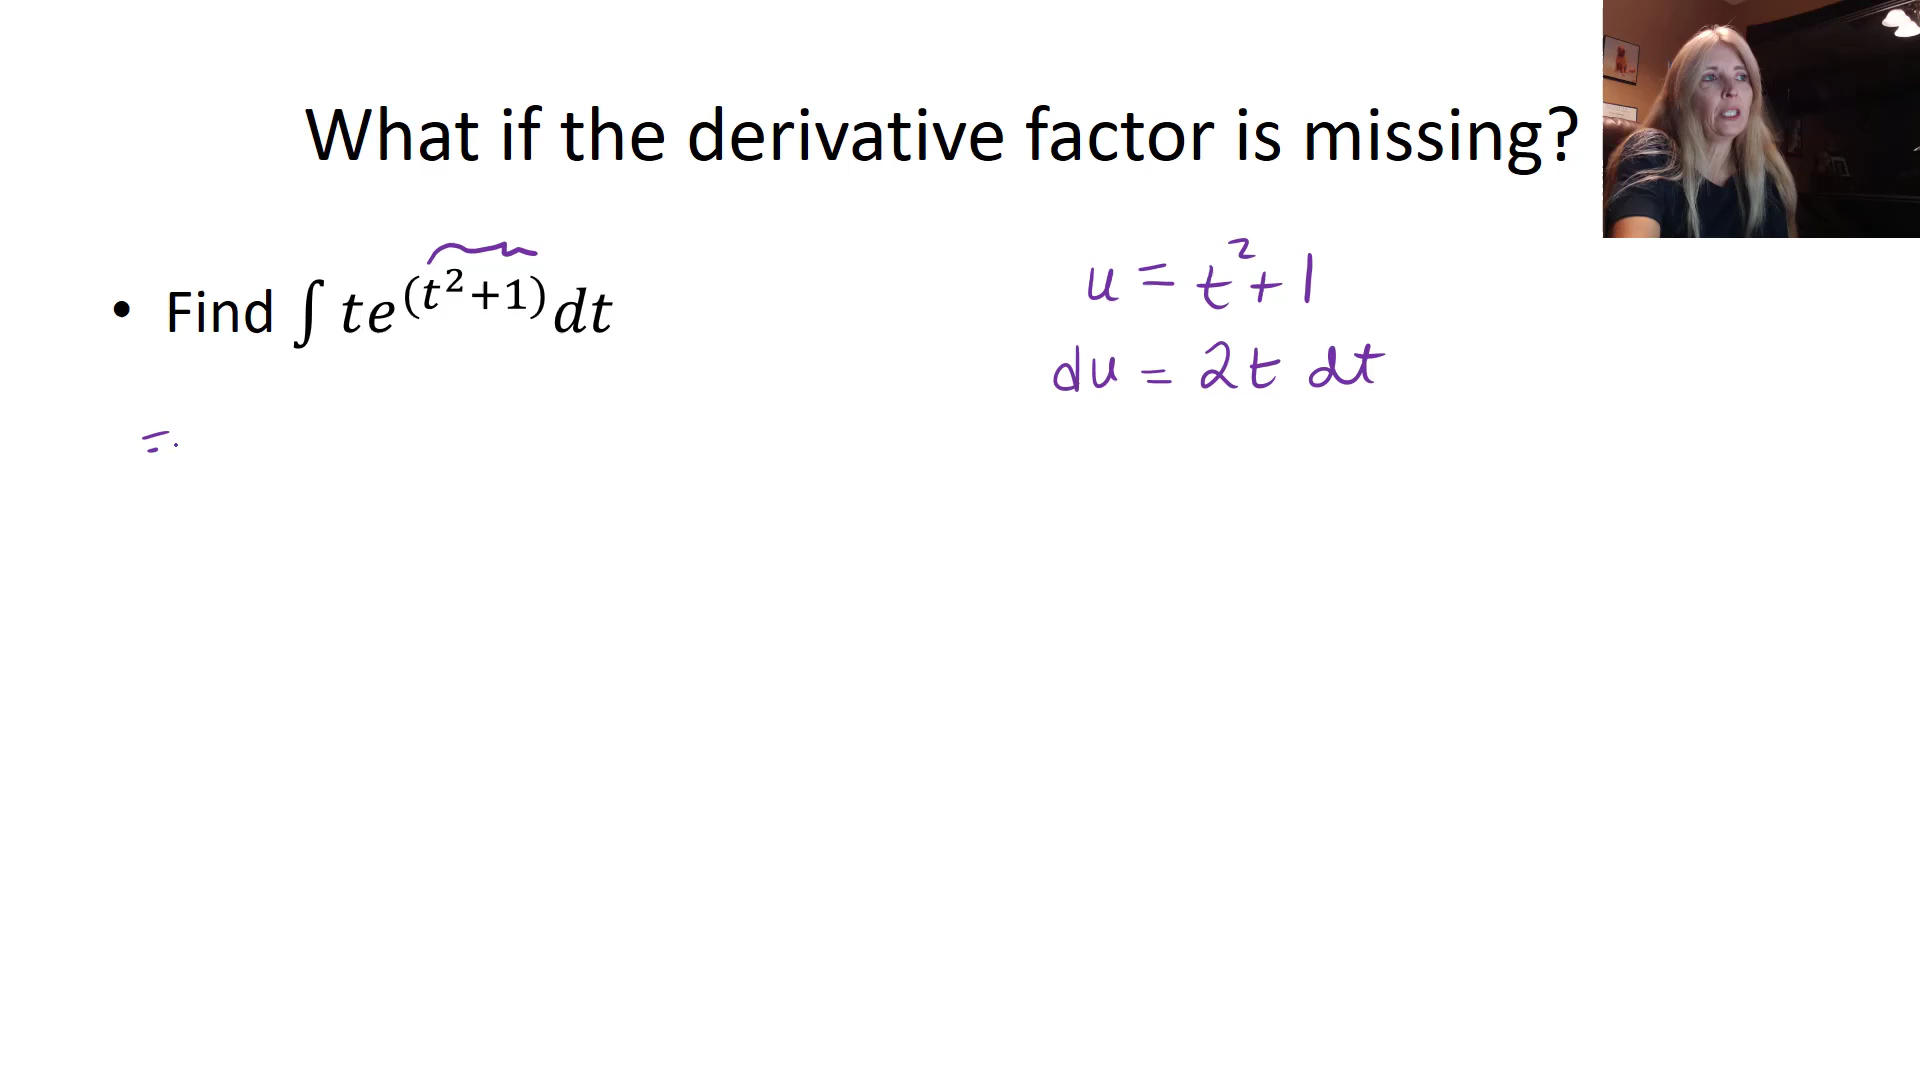 What if the derivative factor is missing?
• Find ∫ te^(t²+1) dt
u = t² + 1
du = 2t dt
=